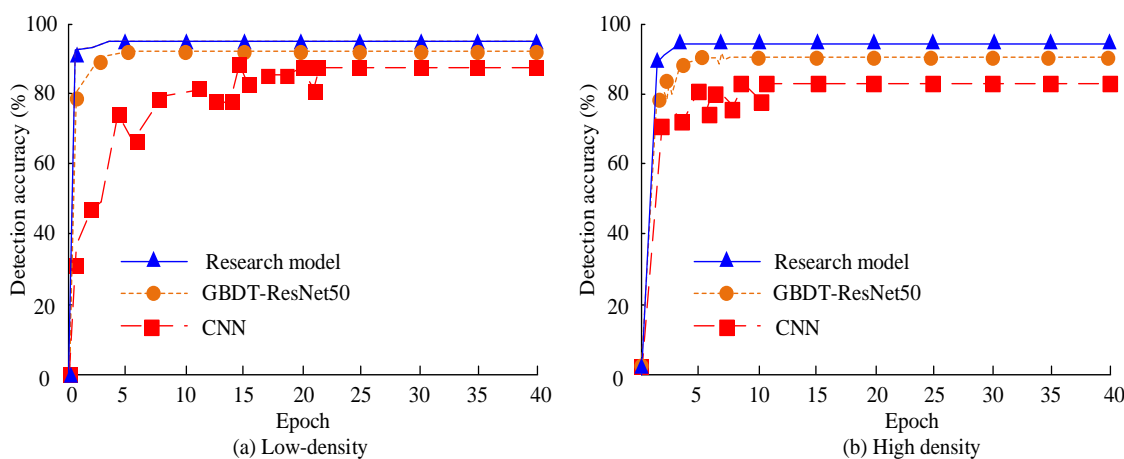 100
80
60
40
20
0
Detection accuracy (%)
Research model
GBDT-ResNet50
CNN
0 5 10 15 20 25 30 35 40
Epoch
(a) Low-density
100
80
60
40
20
0
Detection accuracy (%)
Research model
GBDT-ResNet50
CNN
5 10 15 20 25 30 35 40
Epoch
(b) High density